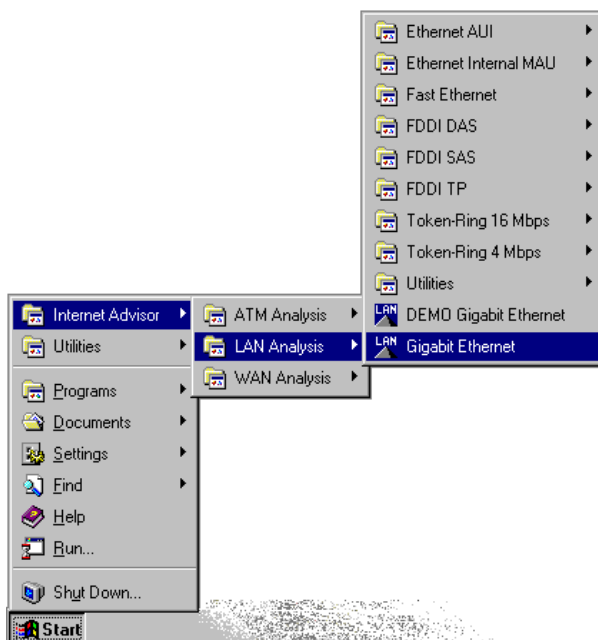 Ethernet AUI
Ethernet Internal MAU
Fast Ethernet
FDDI DAS
FDDI SAS
FDDI TP
Token-Ring 16 Mbps
Token-Ring 4 Mbps
Utilities
LAN DEMO Gigabit Ethernet
LAN Gigabit Ethernet
Internet Advisor
Utilities
Programs
Documents
Settings
Find
Help
Run...
Shut Down...
Start
ATM Analysis
LAN Analysis
WAN Analysis